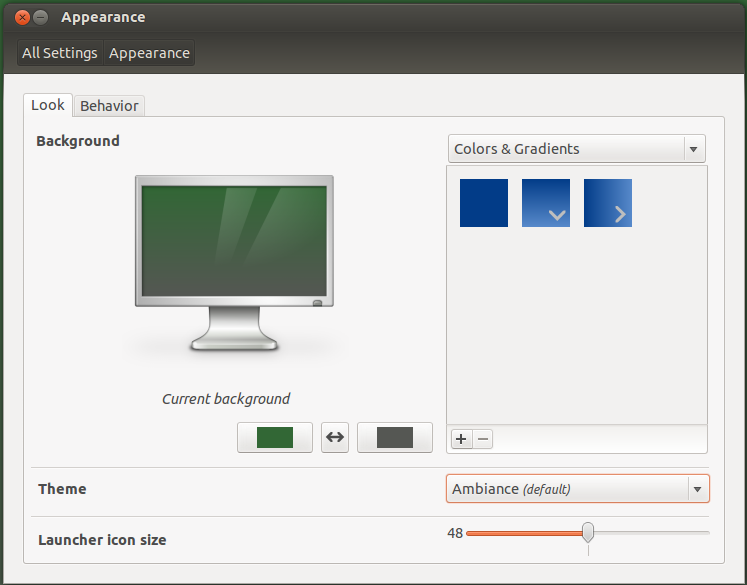 Appearance
All Settings Appearance
Look Behavior
Background
Colors & Gradients
Current background
Theme
Ambiance (default)
Launcher icon size
48